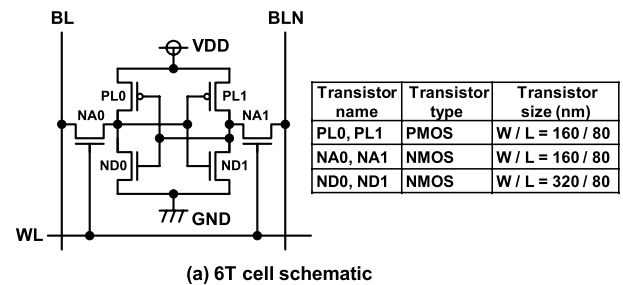 BL
BLN
VDD
PL0
PL1
NA0
NA1
ND0
ND1
GND
WL
Transistor name Transistor type Transistor size (nm)
PL0, PL1 PMOS W / L = 160 / 80
NA0, NA1 NMOS W / L = 160 / 80
ND0, ND1 NMOS W / L = 320 / 80
(a) 6T cell schematic